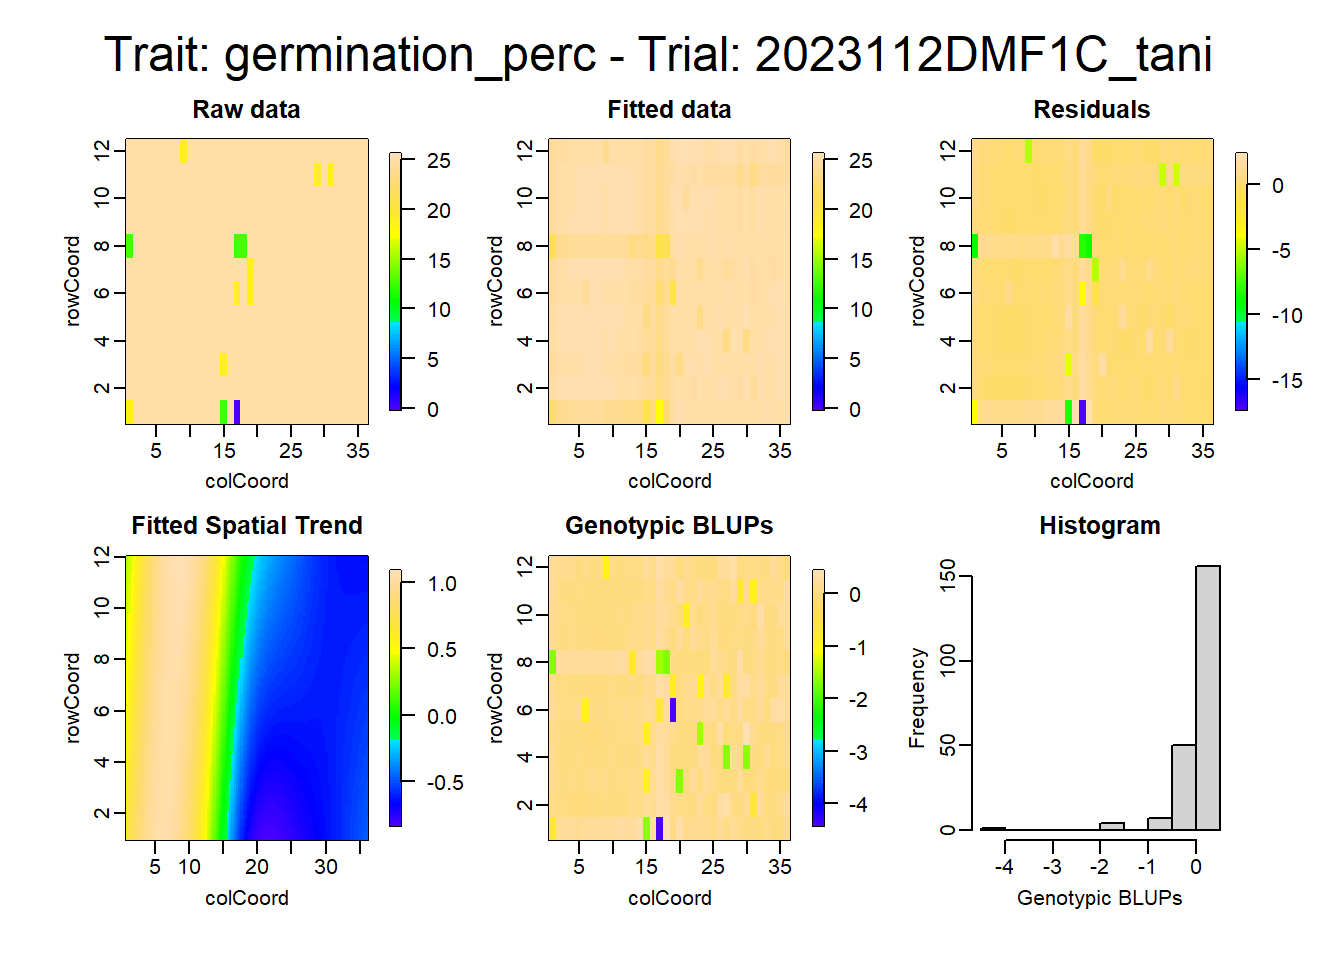 Trait: germination_perc - Trial: 2023112DMF1C_tani
Raw data
Fitted data
Residuals
rowCoord
2 4 6 8 10 12
5 15 25 35
colCoord
0 5 10 15 20 25
rowCoord
2 4 6 8 10 12
5 15 25 35
colCoord
0 5 10 15 20 25
rowCoord
2 4 6 8 10 12
5 15 25 35
colCoord
0 -5 -10 -15
Fitted Spatial Trend
Genotypic BLUPs
Histogram
rowCoord
2 4 6 8 10 12
5 10 20 30
colCoord
1.0 0.5 0.0 -0.5
rowCoord
2 4 6 8 10 12
5 15 25 35
colCoord
0 -1 -2 -3 -4
Frequency
0 50 100 150
-4 -3 -2 -1 0
Genotypic BLUPs